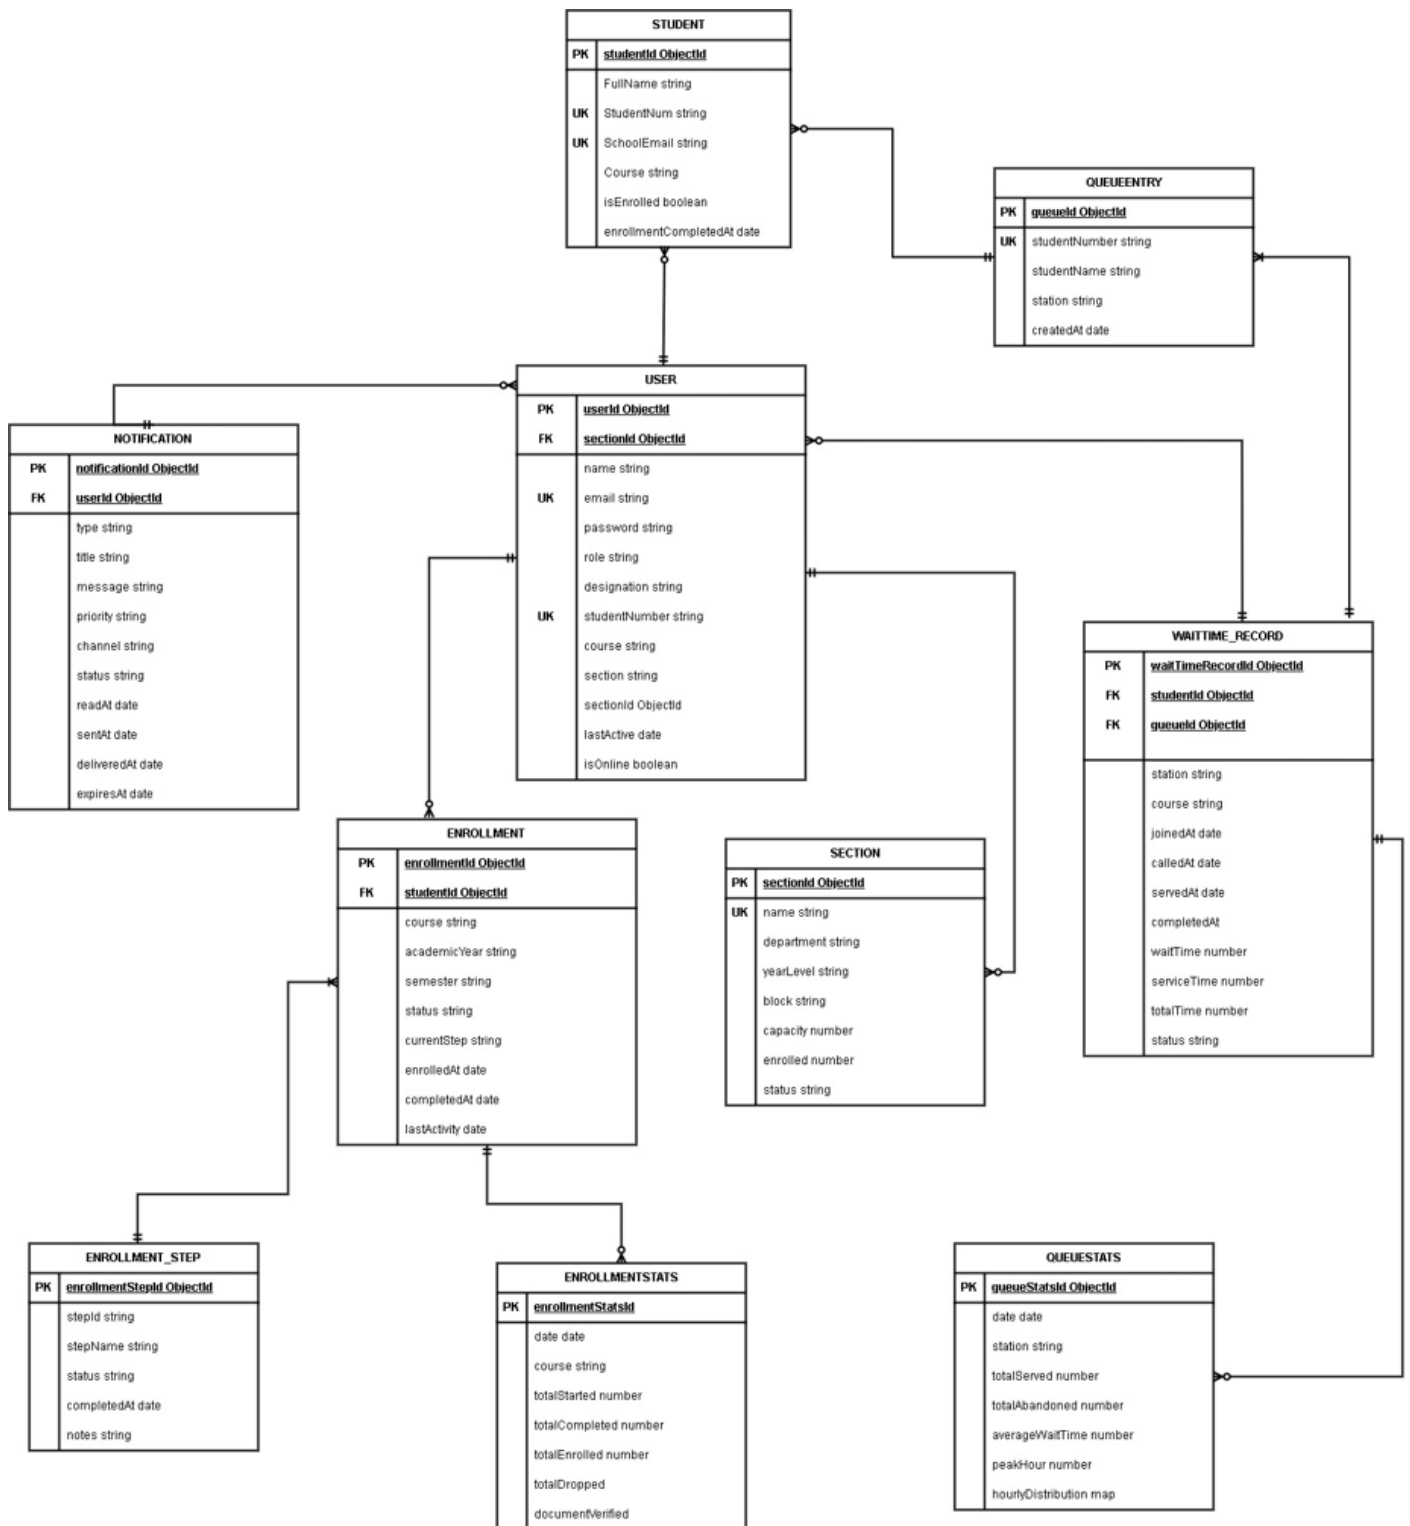 STUDENT
PK studentId ObjectId
FullName string
UK StudentNum string
UK SchoolEmail string
Course string
isEnrolled boolean
enrollmentCompletedAt date
QUEUEENTRY
PK queueId ObjectId
UK studentNumber string
studentName string
station string
createdAt date
USER
PK userId ObjectId
FK sectionId ObjectId
name string
UK email string
password string
role string
designation string
UK studentNumber string
course string
section string
sectionId ObjectId
lastActive date
isOnline boolean
NOTIFICATION
PK notificationId ObjectId
FK userId ObjectId
type string
title string
message string
priority string
channel string
status string
readAt date
sentAt date
deliveredAt date
expiresAt date
WAITTIME_RECORD
PK waitTimeRecordId ObjectId
FK studentId ObjectId
FK queueId ObjectId
station string
course string
joinedAt date
calledAt date
servedAt date
completedAt
waitTime number
serviceTime number
totalTime number
status string
ENROLLMENT
PK enrollmentId ObjectId
FK studentId ObjectId
course string
academicYear string
semester string
status string
currentStep string
enrolledAt date
completedAt date
lastActivity date
SECTION
PK sectionId ObjectId
UK name string
department string
yearLevel string
block string
capacity number
enrolled number
status string
ENROLLMENT_STEP
PK enrollmentStepId ObjectId
stepId string
stepName string
status string
completedAt date
notes string
ENROLLMENTSTATS
PK enrollmentStatsId
date date
course string
totalStarted number
totalCompleted number
totalEnrolled number
totalDropped
documentVerified
QUEUESTATS
PK queueStatsId ObjectId
date date
station string
totalServed number
totalAbandoned number
averageWaitTime number
peakHour number
hourlyDistribution map